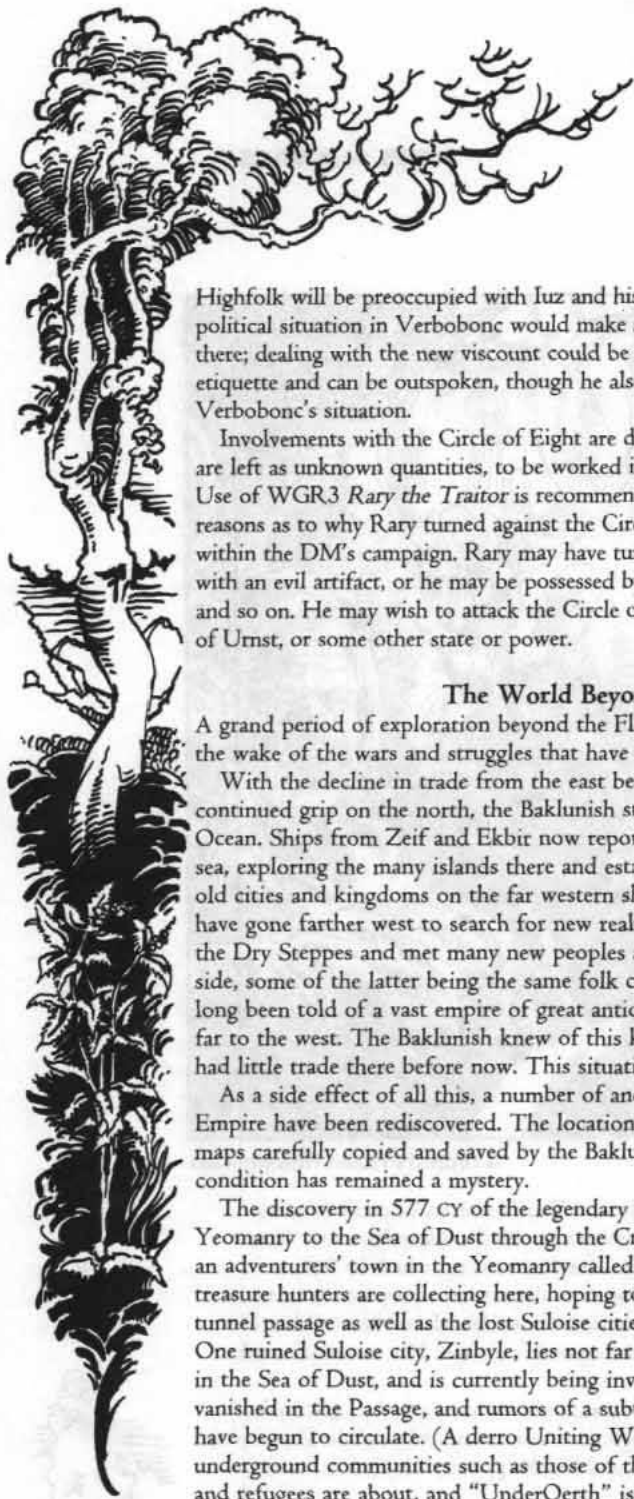 Highfolk will be preoccupied with Iuz and his
political situation in Verbobonc would make
there; dealing with the new viscount could be
etiquette and can be outspoken, though he als
Verbobonc's situation.
Involvements with the Circle of Eight are d
are left as unknown quantities, to be worked i
Use of WGR3 Rary the Traitor is recommen
reasons as to why Rary turned against the Circ
within the DM's campaign. Rary may have tu
with an evil artifact, or he may be possessed b
and so on. He may wish to attack the Circle o
of Urnst, or some other state or power.
The World Beyo
A grand period of exploration beyond the Fl
the wake of the wars and struggles that have
With the decline in trade from the east be
continued grip on the north, the Baklunish s
Ocean. Ships from Zeif and Ekbir now repor
sea, exploring the many islands there and est
old cities and kingdoms on the far western s
have gone farther west to search for new real
the Dry Steppes and met many new peoples
side, some of the latter being the same folk c
long been told of a vast empire of great antic
far to the west. The Baklunish knew of this
had little trade there before now. This situati
As a side effect of all this, a number of an
Empire have been rediscovered. The location
maps carefully copied and saved by the Baklu
condition has remained a mystery.
The discovery in 577 CY of the legendary
Yeomanry to the Sea of Dust through the Cr
an adventurers' town in the Yeomanry called
treasure hunters are collecting here, hoping to
tunnel passage as well as the lost Suloise citie
One ruined Suloise city, Zinbyle, lies not far
in the Sea of Dust, and is currently being inv
vanished in the Passage, and rumors of a sub
have begun to circulate. (A derro Uniting W
underground communities such as those of th
and refugees are about, and "UnderOerth" is